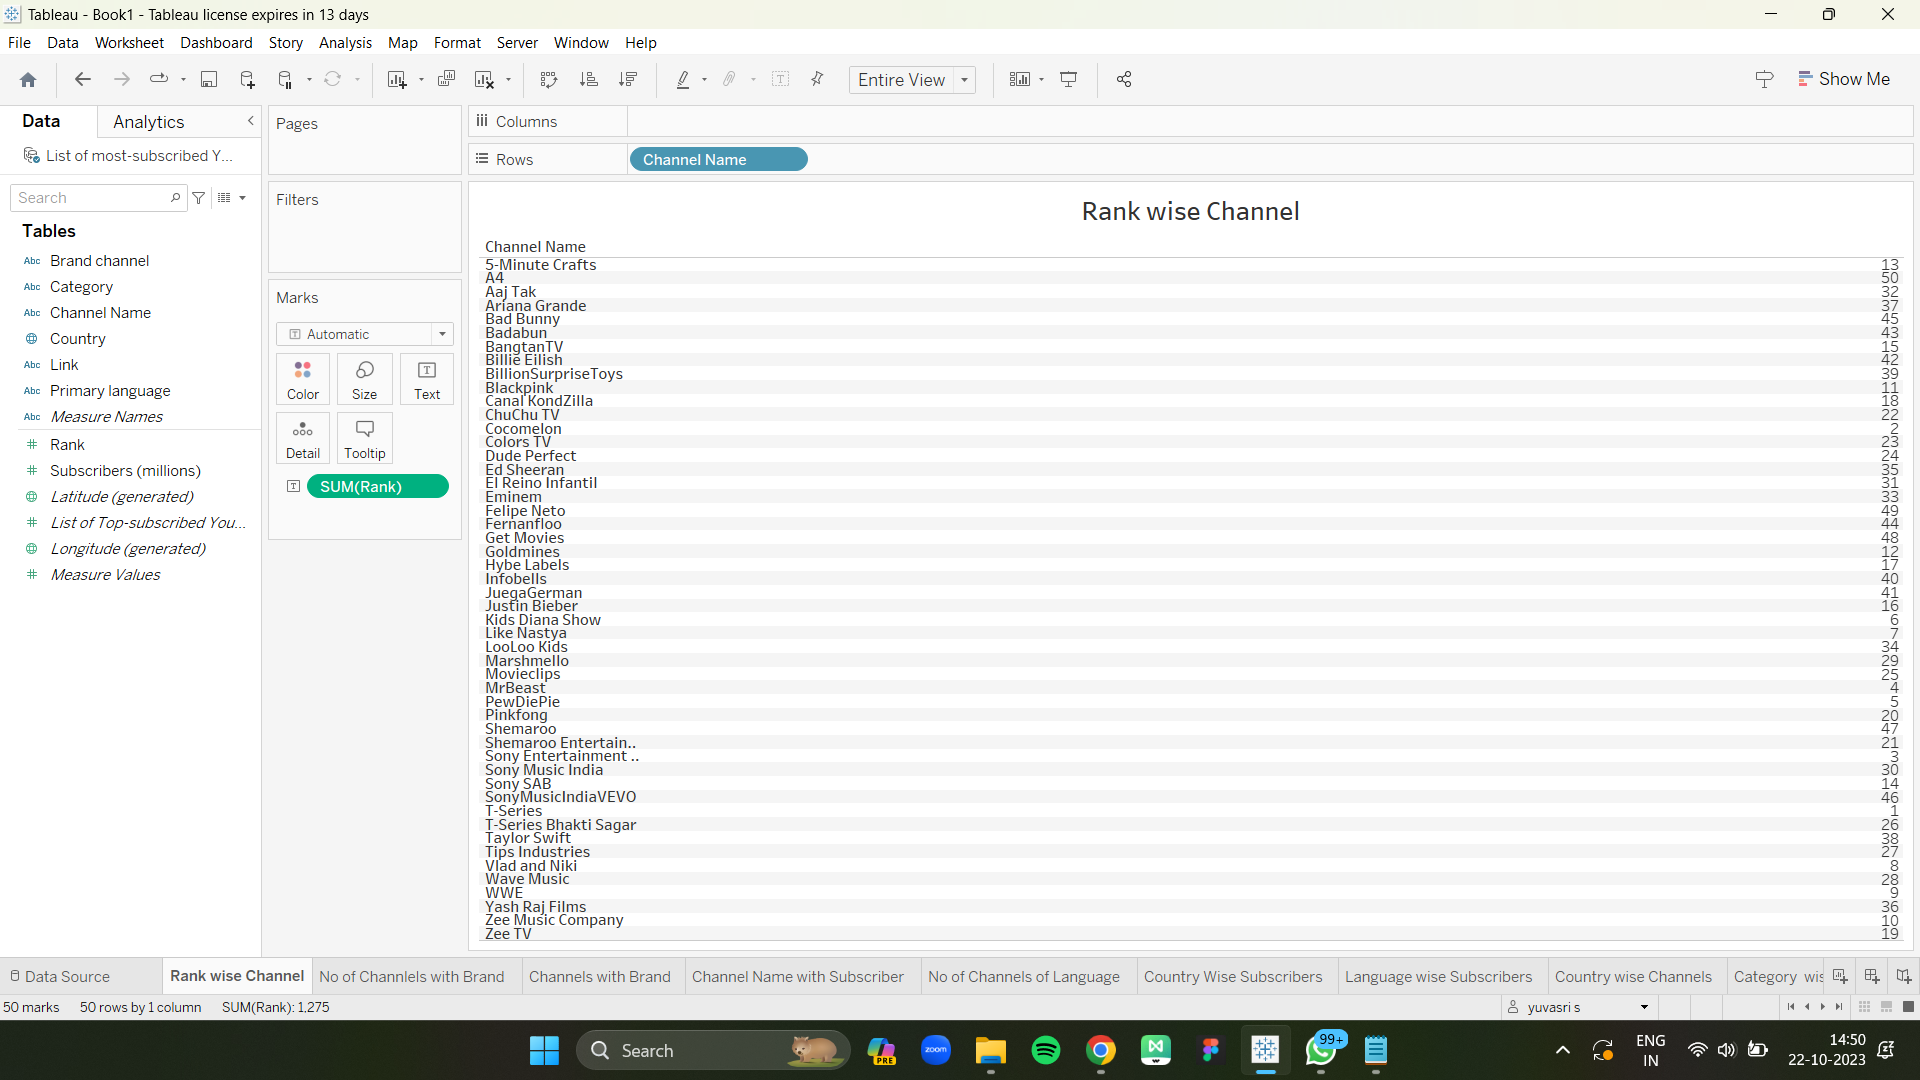 Tableau - Book1 - Tableau license expires in 13 days
File Data Worksheet Dashboard Story Analysis Map Format Server Window Help
Entire View
Show Me
Data Analytics
List of most-subscribed Y...
Search
Tables
Abc Brand channel
Abc Category
Abc Channel Name
Country
Abc Link
Abc Primary language
Abc Measure Names
Rank
Subscribers (millions)
Latitude (generated)
List of Top-subscribed You...
Longitude (generated)
Measure Values
Pages
Filters
Marks
Automatic
Color Size Text
Detail Tooltip
SUM(Rank)
Columns
Rows Channel Name
Rank wise Channel
Channel Name
5-Minute Crafts 13
A4 50
Aaj Tak 32
Ariana Grande 37
Bad Bunny 45
Badabun 43
BangtanTV 15
Billie Eilish 42
BillionSurpriseToys 39
Blackpink 11
Canal KondZilla 18
ChuChu TV 22
Cocomelon 2
Colors TV 23
Dude Perfect 24
Ed Sheeran 35
El Reino Infantil 31
Eminem 33
Felipe Neto 49
Fernanfloo 44
Get Movies 48
Goldmines 12
Hybe Labels 17
Infobells 40
JuegaGerman 41
Justin Bieber 16
Kids Diana Show 6
Like Nastya 7
LooLoo Kids 34
Marshmello 29
Movieclips 25
MrBeast 4
PewDiePie 5
Pinkfong 20
Shemaroo 47
Shemaroo Entertain.. 21
Sony Entertainment .. 3
Sony Music India 30
Sony SAB 14
SonyMusicIndiaVEVO 46
T-Series 1
T-Series Bhakti Sagar 26
Taylor Swift 38
Tips Industries 27
Vlad and Niki 8
Wave Music 28
WWE 9
Yash Raj Films 36
Zee Music Company 10
Zee TV 19
Data Source Rank wise Channel No of Channlels with Brand Channels with Brand Channel Name with Subscriber No of Channels of Language Country Wise Subscribers Language wise Subscribers Country wise Channels Category wis
50 marks 50 rows by 1 column SUM(Rank): 1,275 yuvasri s
Search PRE zoom 99+ ENG IN 14:50
22-10-2023